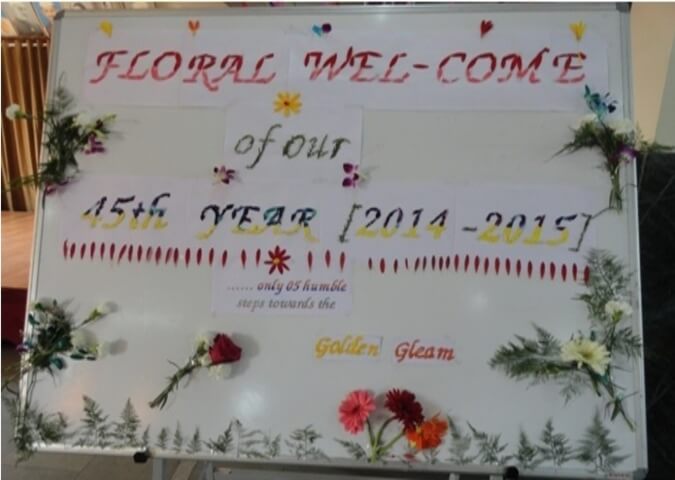 FLORAL WEL-COME
of our
45th YEAR [2014-2015]
...... only 05 humble
steps towards the
Golden Gleam